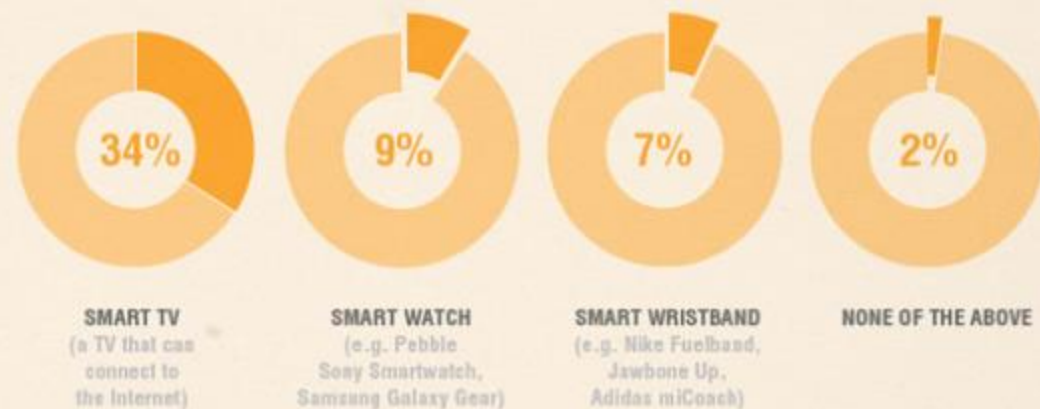 34%
9%
7%
2%
SMART TV
(a TV that can
connect to
the Internet)
SMART WATCH
(e.g. Pebble
Sony Smartwatch,
Samsung Galaxy Gear)
SMART WRISTBAND
(e.g. Nike Fuelband,
Jawbone Up,
Adidas miCoach)
NONE OF THE ABOVE